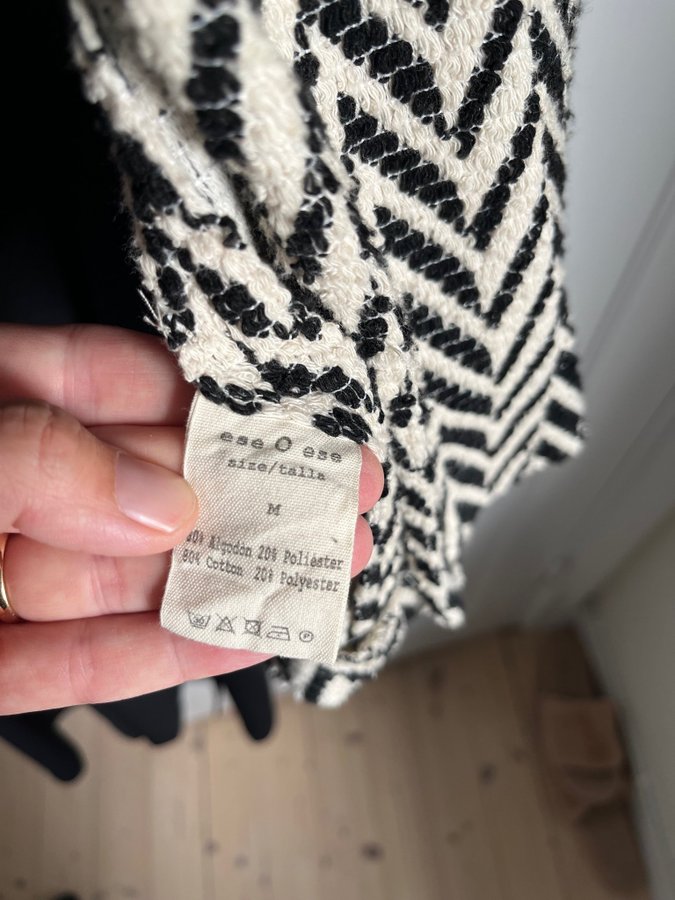 ese O ese
size/talla
M
80% Algodon 20% Poliester
80% Cotton 20% Polyester
P